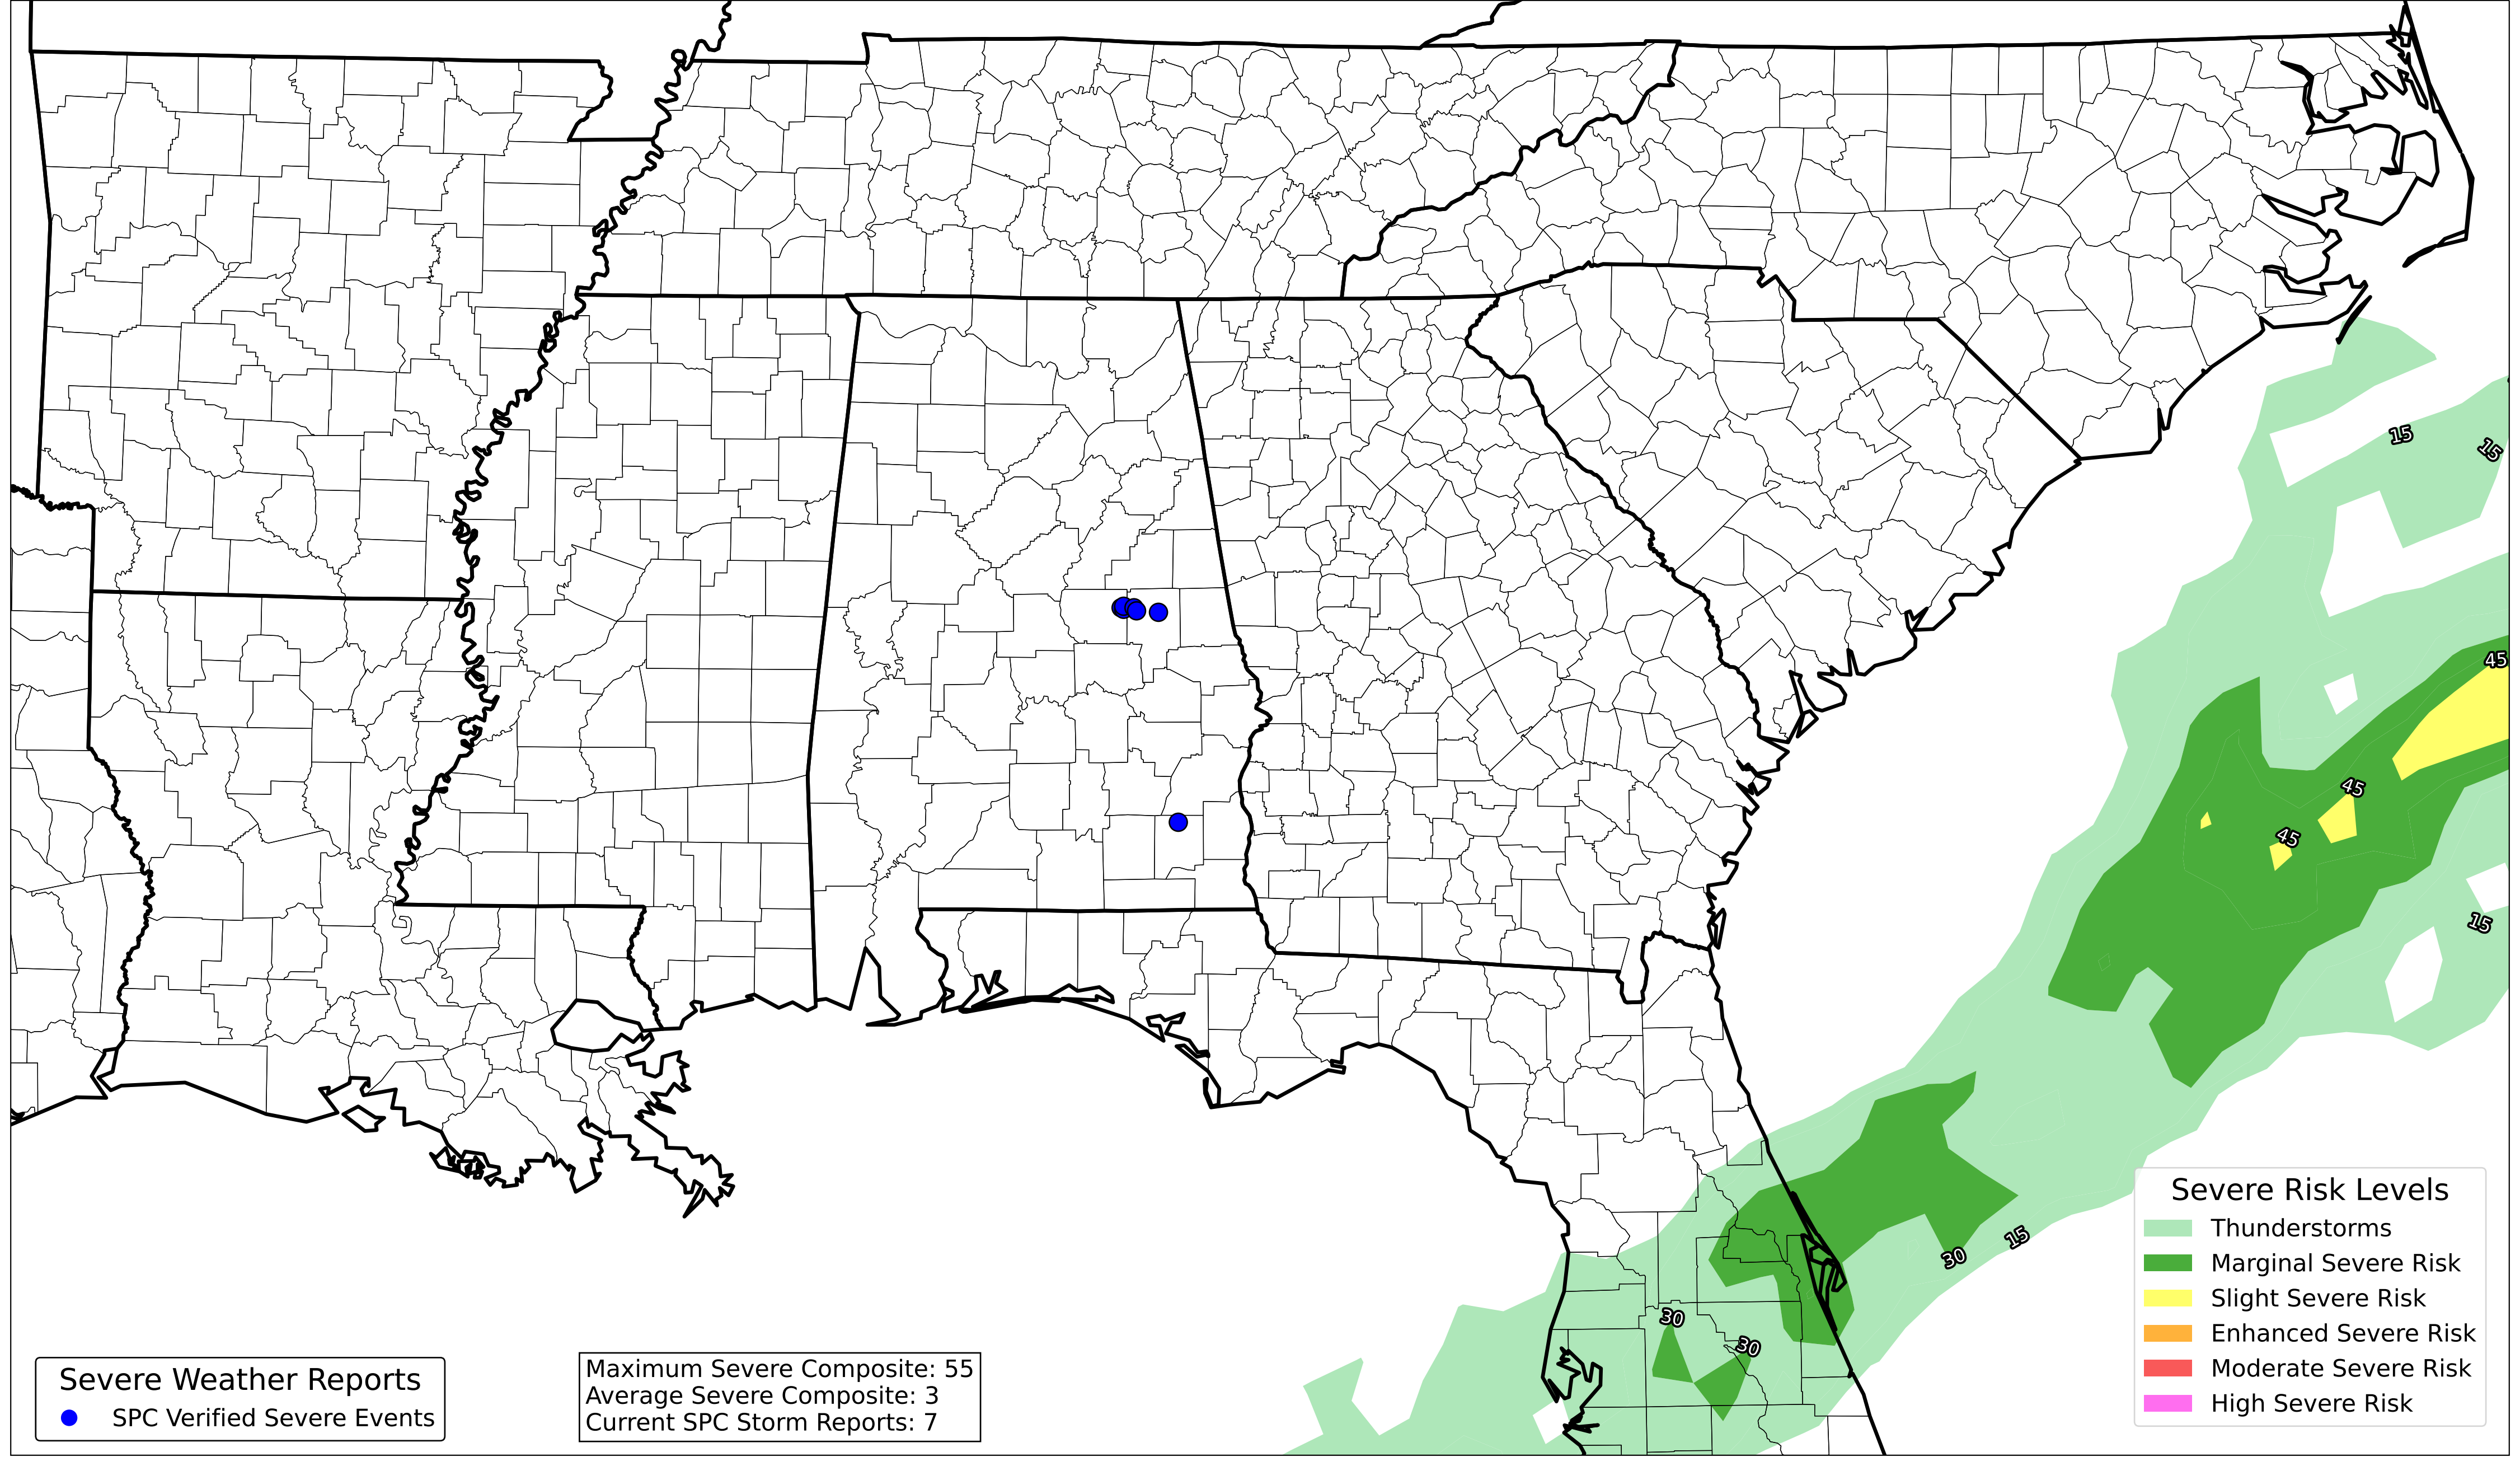 15
15
45
45
45
15
15
30
30
30
Severe Risk Levels
Thunderstorms
Marginal Severe Risk
Slight Severe Risk
Enhanced Severe Risk
Moderate Severe Risk
High Severe Risk
Severe Weather Reports
SPC Verified Severe Events
Maximum Severe Composite: 55
Average Severe Composite: 3
Current SPC Storm Reports: 7